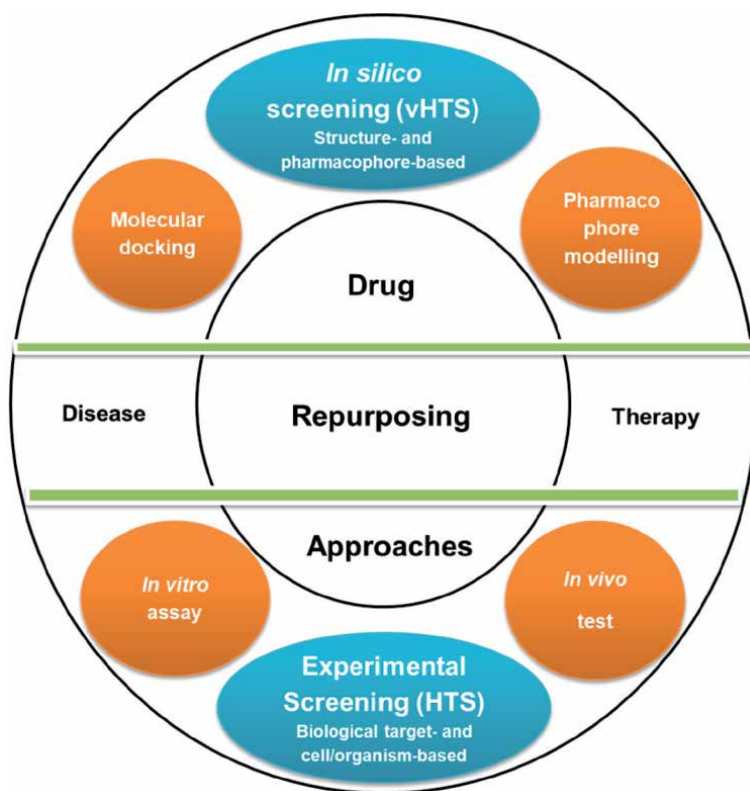 In silico
screening (vHTS)
Structure- and
pharmacophore-based
Molecular
docking
Pharmaco
phore
modelling
Drug
Disease
Repurposing
Therapy
Approaches
In vitro
assay
In vivo
test
Experimental
Screening (HTS)
Biological target- and
cell/organism-based